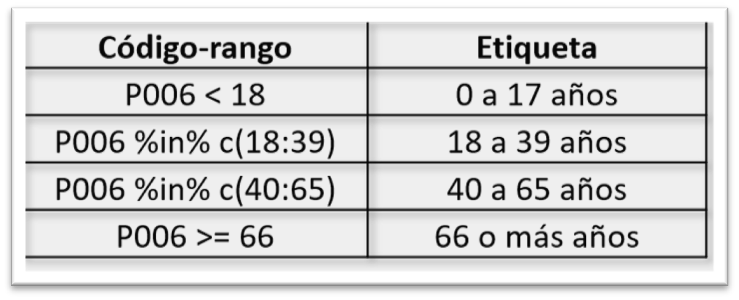 Código-rango Etiqueta
P006 < 18 0 a 17 años
P006 %in% c(18:39) 18 a 39 años
P006 %in% c(40:65) 40 a 65 años
P006 >= 66 66 o más años